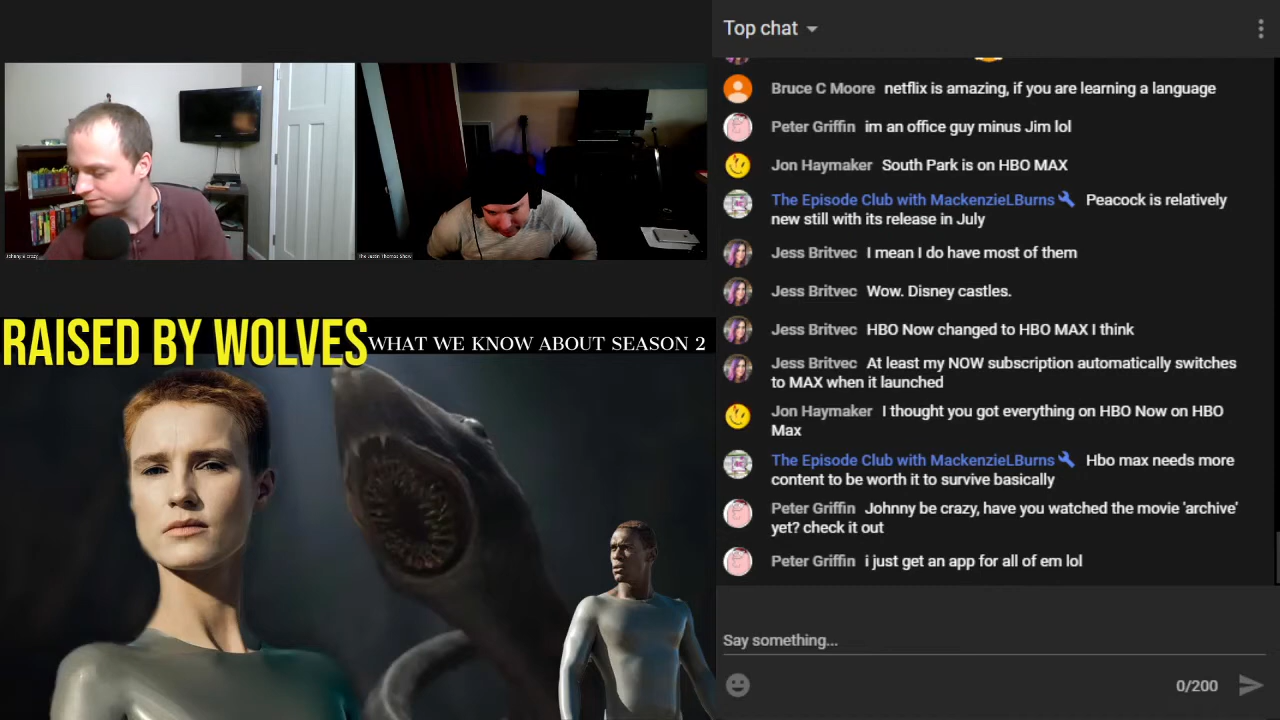 Johnny B crazy
The Justin Thomas Show
RAISED BY WOLVES
WHAT WE KNOW ABOUT SEASON 2
Top chat
Bruce C Moore netflix is amazing, if you are learning a language
Peter Griffin im an office guy minus Jim lol
Jon Haymaker South Park is on HBO MAX
The Episode Club with MackenzieLBurns Peacock is relatively
new still with its release in July
Jess Britvec I mean I do have most of them
Jess Britvec Wow. Disney castles.
Jess Britvec HBO Now changed to HBO MAX I think
Jess Britvec At least my NOW subscription automatically switches
to MAX when it launched
Jon Haymaker I thought you got everything on HBO Now on HBO
Max
The Episode Club with MackenzieLBurns Hbo max needs more
content to be worth it to survive basically
Peter Griffin Johnny be crazy, have you watched the movie 'archive'
yet? check it out
Peter Griffin i just get an app for all of em lol
Say something...
0/200